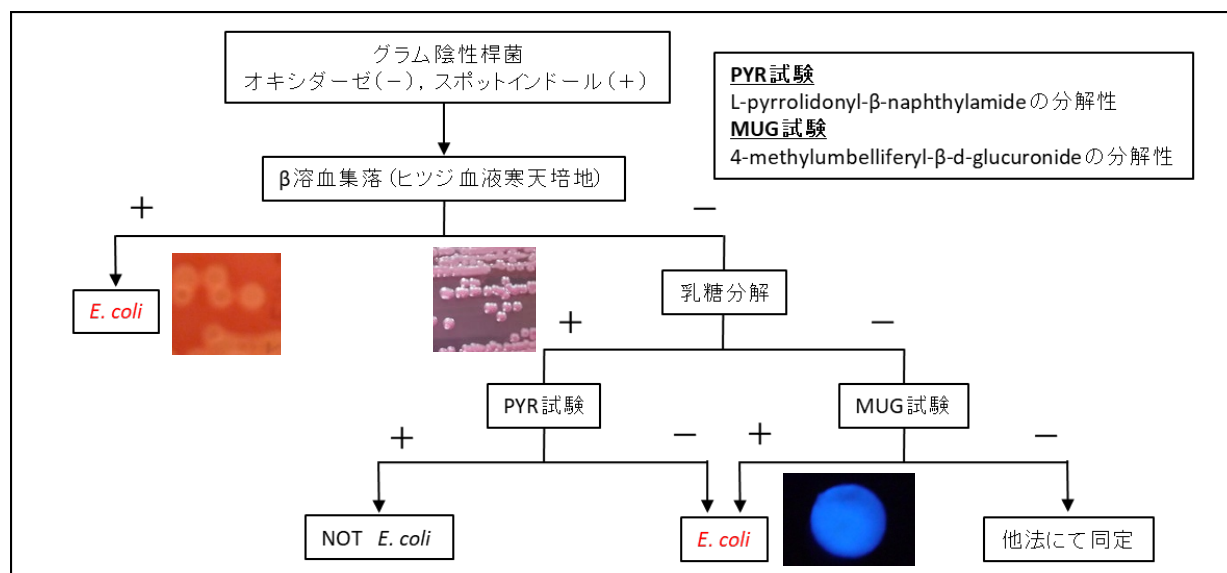 グラム陰性桿菌
オキシダーゼ(－), スポットインドール(＋)
PYR試験
L-pyrrolidonyl-β-naphthylamideの分解性
MUG試験
4-methylumbelliferyl-β-d-glucuronideの分解性
β溶血集落(ヒツジ血液寒天培地)
＋
－
E. coli
乳糖分解
＋
－
PYR試験
MUG試験
＋
－
＋
－
NOT E. coli
E. coli
他法にて同定